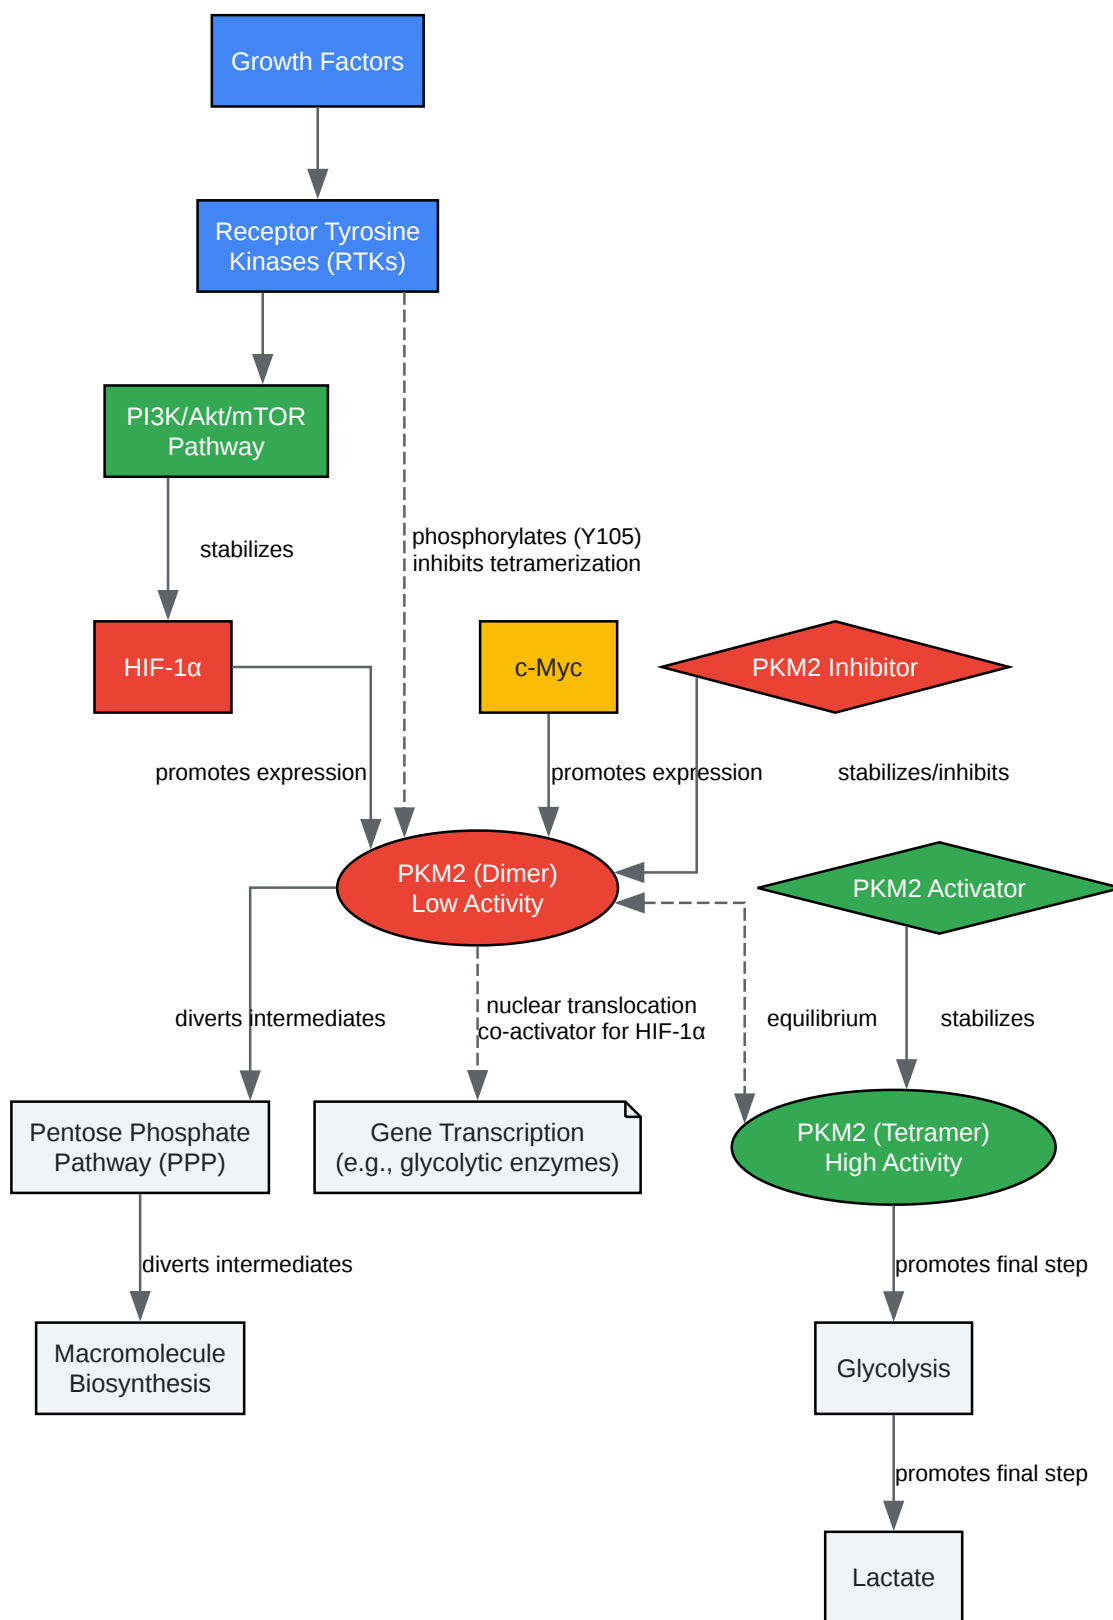 Growth Factors
Receptor Tyrosine
Kinases (RTKs)
PI3K/Akt/mTOR
Pathway
stabilizes
phosphorylates (Y105)
inhibits tetramerization
HIF-1α
c-Myc
PKM2 Inhibitor
promotes expression
promotes expression
stabilizes/inhibits
PKM2 (Dimer)
Low Activity
PKM2 Activator
diverts intermediates
nuclear translocation
co-activator for HIF-1α
equilibrium
stabilizes
Pentose Phosphate
Pathway (PPP)
Gene Transcription
(e.g., glycolytic enzymes)
PKM2 (Tetramer)
High Activity
diverts intermediates
promotes final step
Macromolecule
Biosynthesis
Glycolysis
promotes final step
Lactate